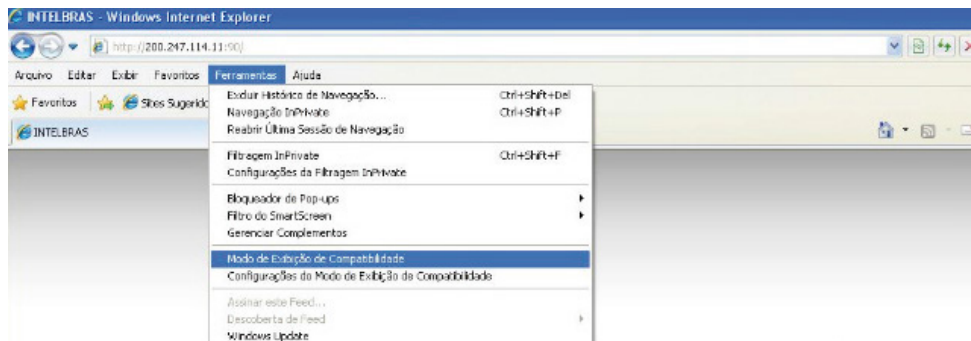 INTELBRAS - Windows Internet Explorer
http://200.247.114.11:90/
Arquivo Editar Exibir Favoritos Ferramentas Ajuda
Favoritos Sites Sugerido
INTELBRAS
Excluir Histórico de Navegação... Ctrl+Shift+Del
Navegação InPrivate Ctrl+Shift+P
Reabrir Última Sessão de Navegação
Filtragem InPrivate Ctrl+Shift+F
Configurações da Filtragem InPrivate
Bloqueador de Pop-ups
Filtro do SmartScreen
Gerenciar Complementos
Modo de Exibição de Compatibilidade
Configurações do Modo de Exibição de Compatibilidade
Assinar este Feed...
Descoberta de Feed
Windows Update